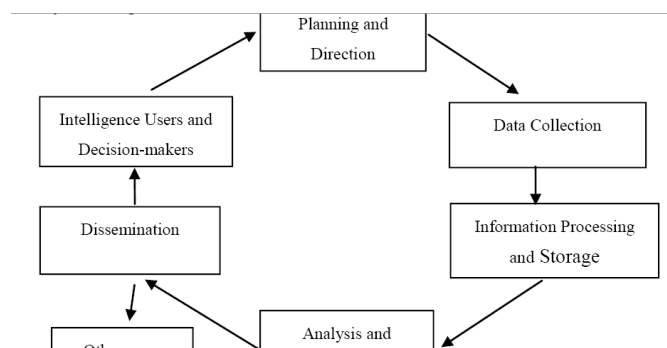 Planning and
Direction
Intelligence Users and
Decision-makers
Data Collection
Dissemination
Information Processing
and Storage
Analysis and